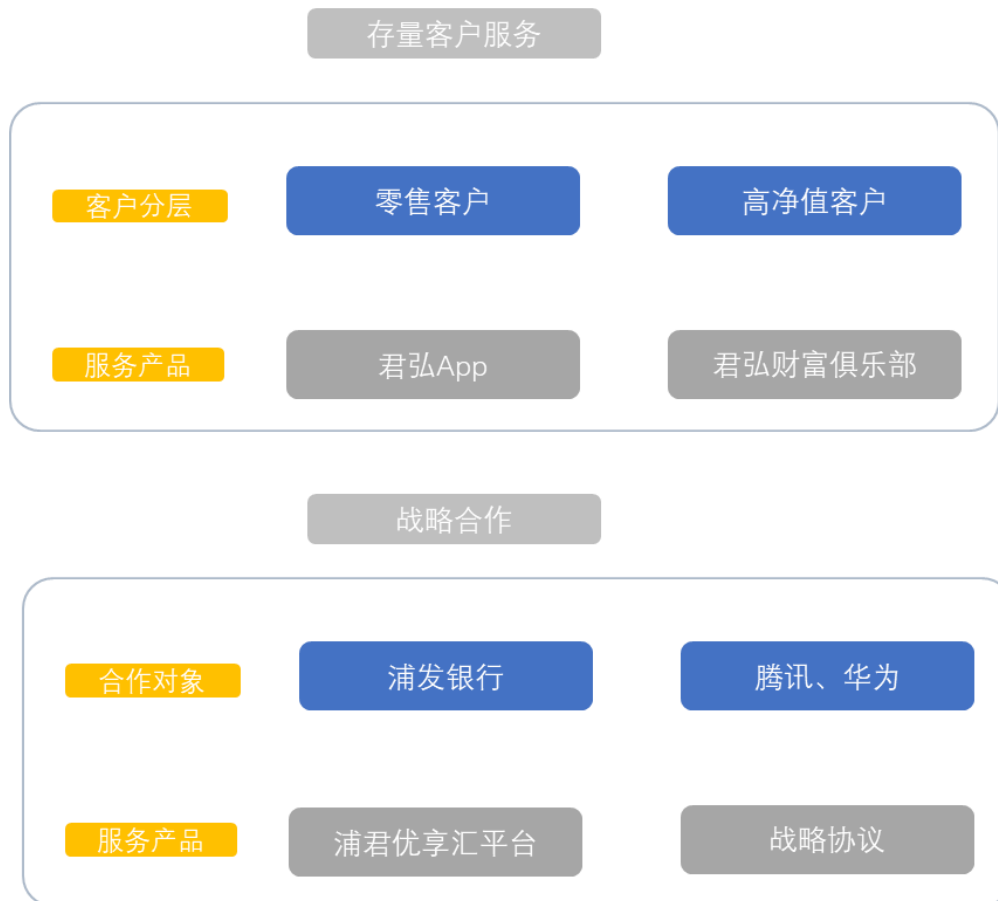 存量客户服务
客户分层
零售客户
高净值客户
服务产品
君弘App
君弘财富俱乐部
战略合作
合作对象
浦发银行
腾讯、华为
服务产品
浦君优享汇平台
战略协议